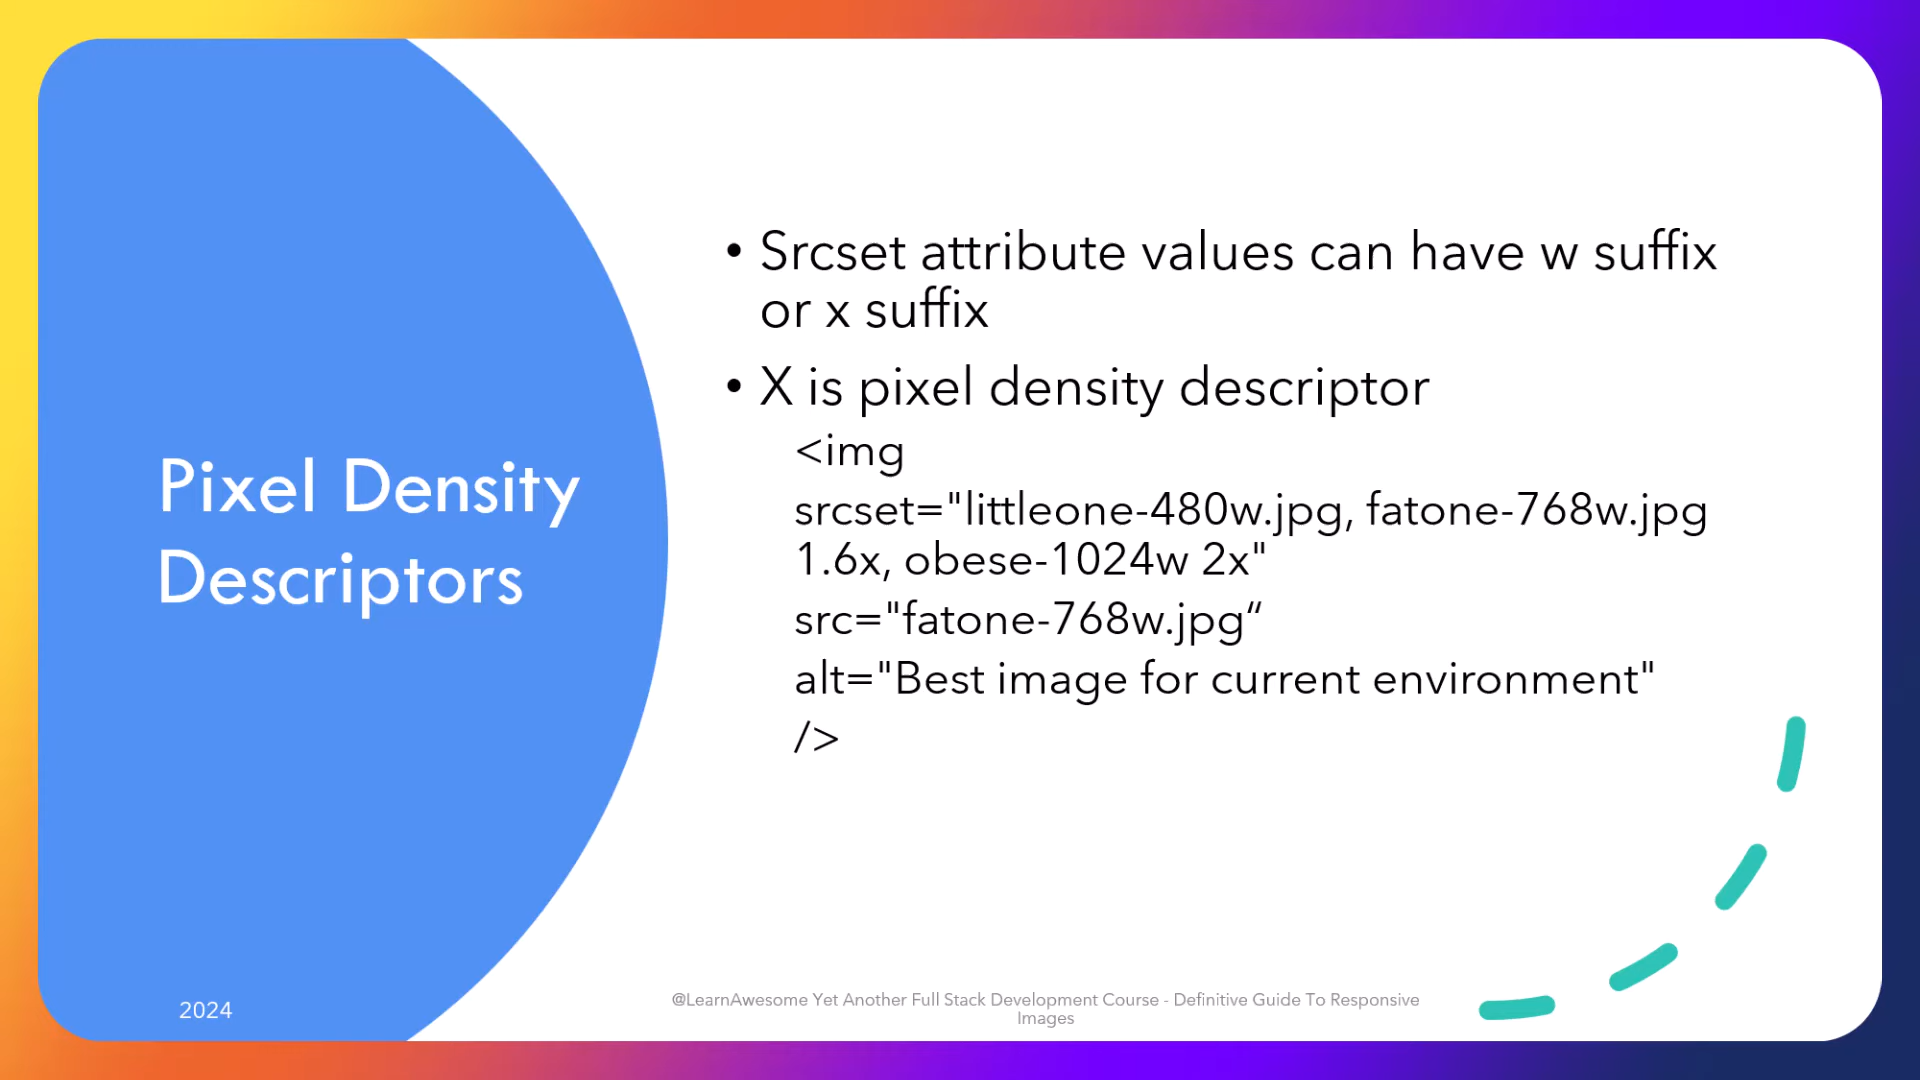 Pixel Density
Descriptors
• Srcset attribute values can have w suffix
or x suffix
• X is pixel density descriptor
<img
srcset="littleone-480w.jpg, fatone-768w.jpg
1.6x, obese-1024w 2x"
src="fatone-768w.jpg“
alt="Best image for current environment"
/>
2024
@LearnAwesome Yet Another Full Stack Development Course - Definitive Guide To Responsive
Images